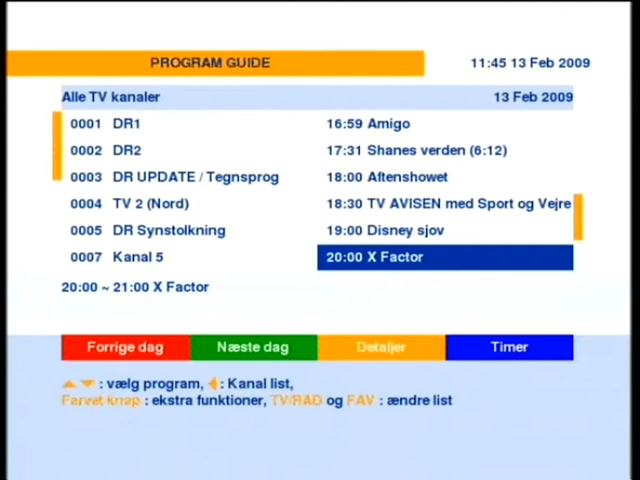 PROGRAM GUIDE 11:45 13 Feb 2009
Alle TV kanaler 13 Feb 2009
0001 DR1 16:59 Amigo
0002 DR2 17:31 Shanes verden (6:12)
0003 DR UPDATE / Tegnsprog 18:00 Aftenshowet
0004 TV 2 (Nord) 18:30 TV AVISEN med Sport og Vejre
0005 DR Synstolkning 19:00 Disney sjov
0007 Kanal 5 20:00 X Factor
20:00 ~ 21:00 X Factor
Forrige dag Næste dag Detaljer Timer
: vælg program, : Kanal list,
Farvet knap : ekstra funktioner, TV/RAD og FAV : ændre list